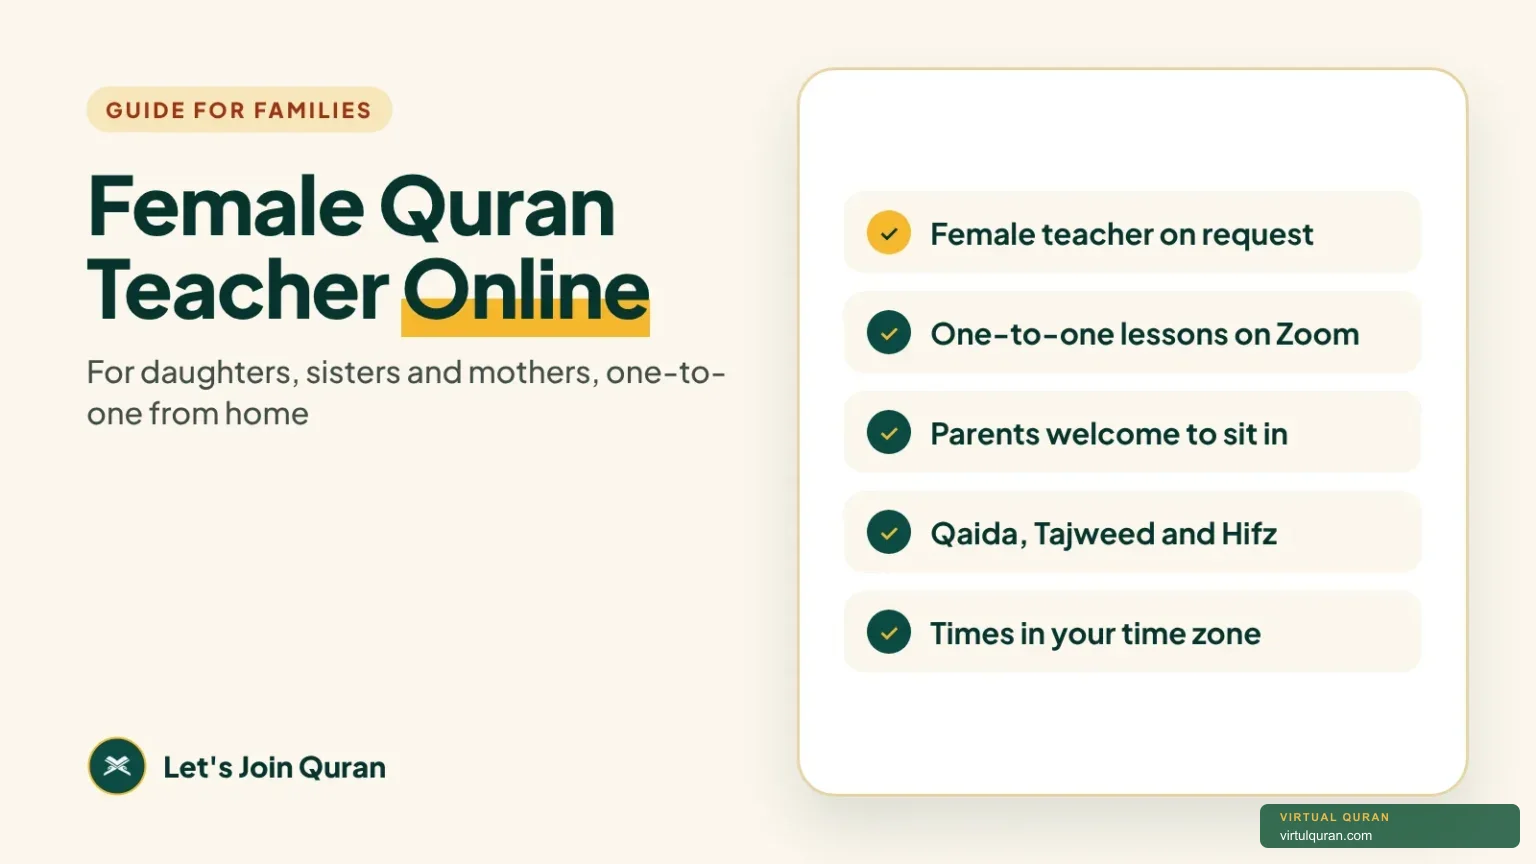 GUIDE FOR FAMILIES
Female Quran
Teacher Online
For daughters, sisters and mothers, one-to-
one from home
Female teacher on request
One-to-one lessons on Zoom
Parents welcome to sit in
Qaida, Tajweed and Hifz
Times in your time zone
Let's Join Quran
VIRTUAL QURAN
virtulquran.com